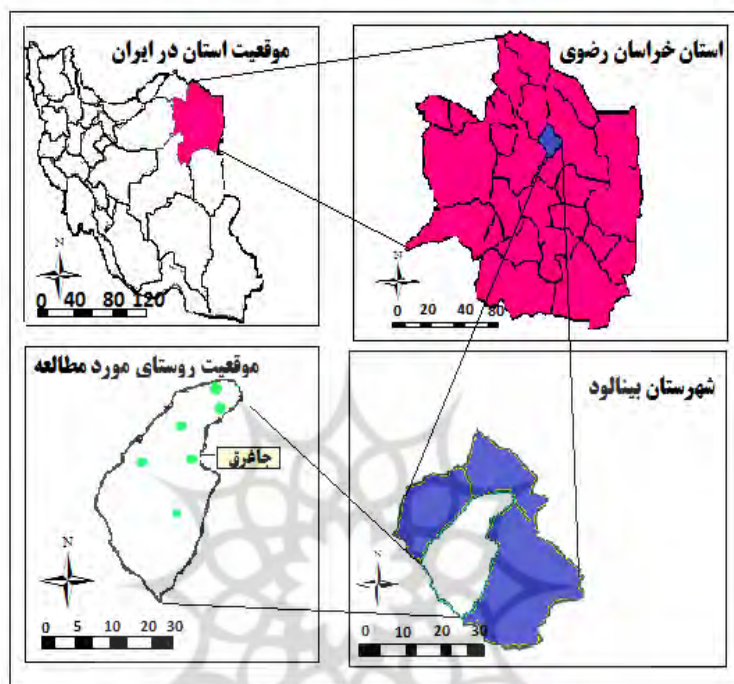 موقعیت استان در ایران
N
0 40 80 120
استان خراسان رضوی
N
0 20 40 60 80
موقعیت روستای مورد مطالعه
جاغرق
N
0 5 10 20 30
شهرستان بینالود
N
0 10 20 30